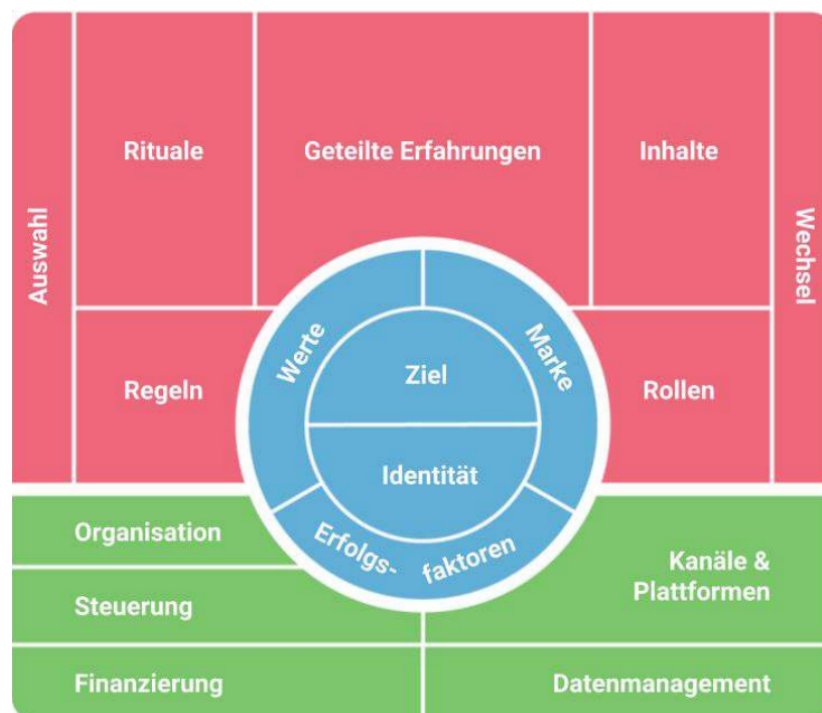 Auswahl
Rituale
Geteilte Erfahrungen
Inhalte
Wechsel
Regeln
Rollen
Werte
Marke
Ziel
Identität
Erfolgs-
faktoren
Organisation
Steuerung
Finanzierung
Kanäle &
Plattformen
Datenmanagement